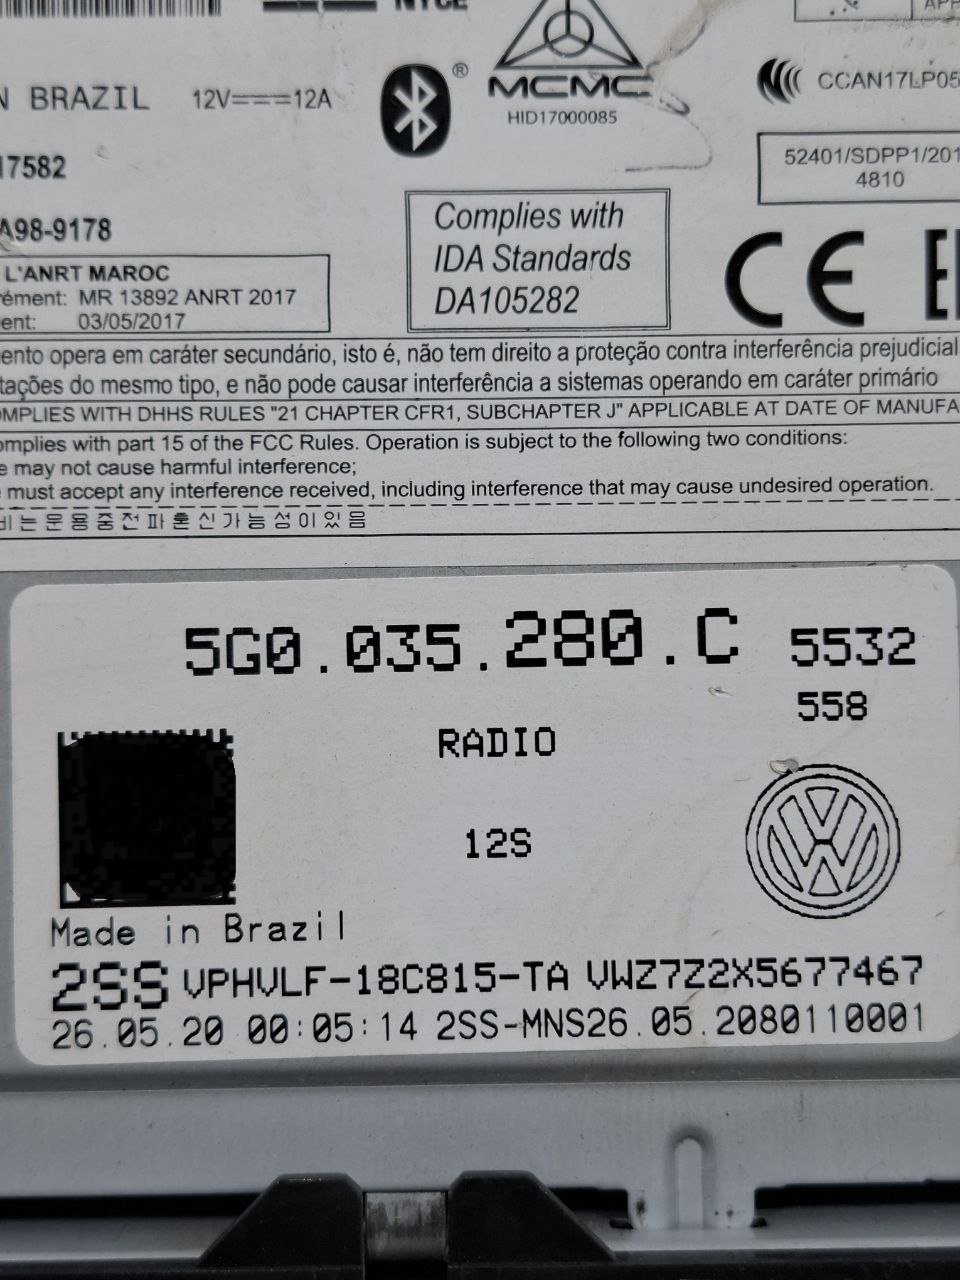 NYCE
N BRAZIL 12V⎓12A
®
MCMC
HID17000085
CCAN17LP05
17582
52401/SDPP1/201
4810
A98-9178
Complies with
IDA Standards
DA105282
CE
L'ANRT MAROC
rément: MR 13892 ANRT 2017
ent: 03/05/2017
ento opera em caráter secundário, isto é, não tem direito a proteção contra interferência prejudicial
tações do mesmo tipo, e não pode causar interferência a sistemas operando em caráter primário
OMPLIES WITH DHHS RULES "21 CHAPTER CFR1, SUBCHAPTER J" APPLICABLE AT DATE OF MANUFA
omplies with part 15 of the FCC Rules. Operation is subject to the following two conditions:
e may not cause harmful interference;
must accept any interference received, including interference that may cause undesired operation.
비는운용중전파혼신가능성이있음
5G0.035.280.C 5532
558
RADIO
12S
VW
Made in Brazil
2SS VPHVLF-18C815-TA VWZ7Z2X5677467
26.05.20 00:05:14 2SS-MNS26.05.2080110001